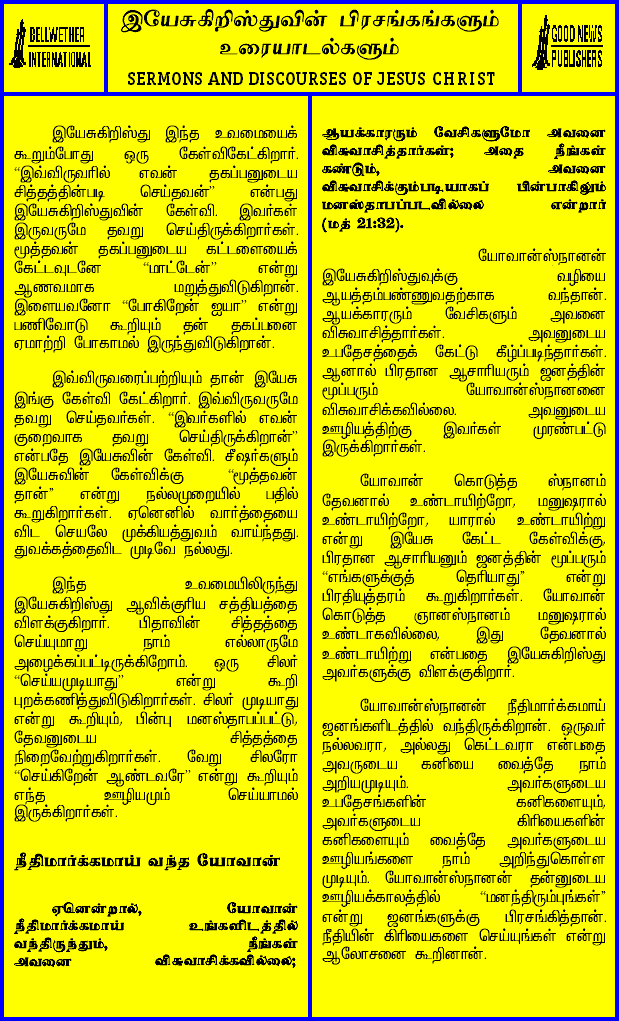 BELLWETHER
INTERNATIONAL
இயேசுகிறிஸ்துவின் பிரசங்கங்களும்
உரையாடல்களும்
SERMONS AND DISCOURSES OF JESUS CHRIST
GOOD NEWS
PUBLISHERS
இயேசுகிறிஸ்து இந்த உவமையைக்
கூறும்போது ஒரு கேள்விகேட்கிறார்.
“இவ்விருவரில் எவன் தகப்பனுடைய
சித்தத்தின்படி செய்தவன்” என்பது
இயேசுகிறிஸ்துவின் கேள்வி. இவர்கள்
இருவருமே தவறு செய்திருக்கிறார்கள்.
மூத்தவன் தகப்பனுடைய கட்டளையைக்
கேட்டவுடனே “மாட்டேன்” என்று
ஆணவமாக மறுத்துவிடுகிறான்.
இளையவனோ “போகிறேன் ஐயா” என்று
பணிவோடு கூறியும் தன் தகப்பனை
ஏமாற்றி போகாமல் இருந்துவிடுகிறான்.
இவ்விருவரைப்பற்றியும் தான் இயேசு
இங்கு கேள்வி கேட்கிறார். இவ்விருவருமே
தவறு செய்தவர்கள். “இவர்களில் எவன்
குறைவாக தவறு செய்திருக்கிறான்”
என்பதே இயேசுவின் கேள்வி. சீஷர்களும்
இயேசுவின் கேள்விக்கு “மூத்தவன்
தான்” என்று நல்லமுறையில் பதில்
கூறுகிறார்கள். ஏனெனில் வார்த்தையை
விட செயலே முக்கியத்துவம் வாய்ந்தது.
துவக்கத்தைவிட முடிவே நல்லது.
இந்த உவமையிலிருந்து
இயேசுகிறிஸ்து ஆவிக்குரிய சத்தியத்தை
விளக்குகிறார். பிதாவின் சித்தத்தை
செய்யுமாறு நாம் எல்லாருமே
அழைக்கப்பட்டிருக்கிறோம். ஒரு சிலர்
“செய்யமுடியாது” என்று கூறி
புறக்கணித்துவிடுகிறார்கள். சிலர் முடியாது
என்று கூறியும், பின்பு மனஸ்தாபப்பட்டு,
தேவனுடைய சித்தத்தை
நிறைவேற்றுகிறார்கள். வேறு சிலரோ
“செய்கிறேன் ஆண்டவரே” என்று கூறியும்
எந்த ஊழியமும் செய்யாமல்
இருக்கிறார்கள்.
நீதிமார்க்கமாய் வந்த யோவான்
ஏனென்றால், யோவான்
நீதிமார்க்கமாய் உங்களிடத்தில்
வந்திருந்தும், நீங்கள்
அவனை விசுவாசிக்கவில்லை;
ஆயக்காரரும் வேசிகளுமோ அவனை
விசுவாசித்தார்கள்; அதை நீங்கள்
கண்டும், அவனை
விசுவாசிக்கும்படியாகப் பின்பாகிலும்
மனஸ்தாபப்படவில்லை என்றார்
(மத் 21:32).
யோவான்ஸ்நானன்
இயேசுகிறிஸ்துவுக்கு வழியை
ஆயத்தம்பண்ணுவதற்காக வந்தான்.
ஆயக்காரரும் வேசிகளும் அவனை
விசுவாசித்தார்கள். அவனுடைய
உபதேசத்தைக் கேட்டு கீழ்ப்படிந்தார்கள்.
ஆனால் பிரதான ஆசாரியரும் ஜனத்தின்
மூப்பரும் யோவான்ஸ்நானனை
விசுவாசிக்கவில்லை. அவனுடைய
ஊழியத்திற்கு இவர்கள் முரண்பட்டு
இருக்கிறார்கள்.
யோவான் கொடுத்த ஸ்நானம்
தேவனால் உண்டாயிற்றோ, மனுஷரால்
உண்டாயிற்றோ, யாரால் உண்டாயிற்று
என்று இயேசு கேட்ட கேள்விக்கு,
பிரதான ஆசாரியனும் ஜனத்தின் மூப்பரும்
“எங்களுக்குத் தெரியாது” என்று
பிரதியுத்தரம் கூறுகிறார்கள். யோவான்
கொடுத்த ஞானஸ்நானம் மனுஷரால்
உண்டாகவில்லை, இது தேவனால்
உண்டாயிற்று என்பதை இயேசுகிறிஸ்து
அவர்களுக்கு விளக்குகிறார்.
யோவான்ஸ்நானன் நீதிமார்க்கமாய்
ஜனங்களிடத்தில் வந்திருக்கிறான். ஒருவர்
நல்லவரா, அல்லது கெட்டவரா என்பதை
அவருடைய கனியை வைத்தே நாம்
அறியமுடியும். அவர்களுடைய
உபதேசங்களின் கனிகளையும்,
அவர்களுடைய கிரியைகளின்
கனிகளையும் வைத்தே அவர்களுடைய
ஊழியங்களை நாம் அறிந்துகொள்ள
முடியும். யோவான்ஸ்நானன் தன்னுடைய
ஊழியக்காலத்தில் “மனந்திரும்புங்கள்”
என்று ஜனங்களுக்கு பிரசங்கித்தான்.
நீதியின் கிரியைகளை செய்யுங்கள் என்று
ஆலோசனை கூறினான்.